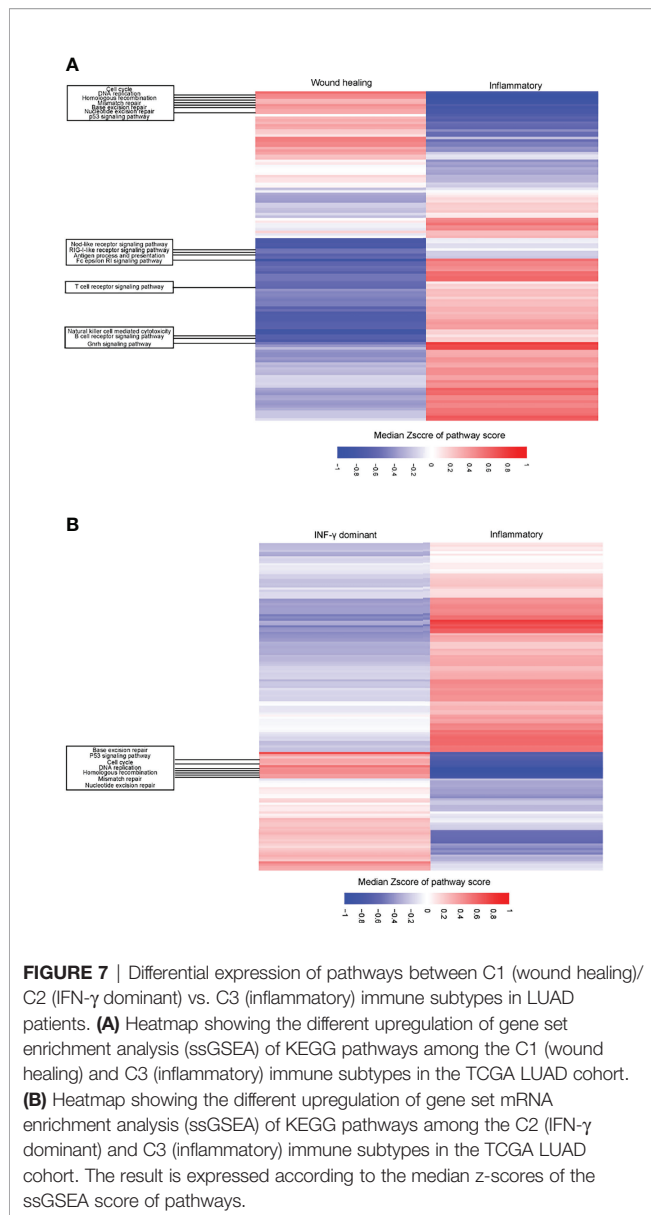 A
Wound healing
Inflammatory
Cell cycle
DNA replication
Homologous recombination
Mismatch repair
Base excision repair
Nucleotide excision repair
p53 signaling pathway
Nod-like receptor signaling pathway
RIG-I-like receptor signaling pathway
Antigen process and presentation
Fc epsilon RI signaling pathway
T cell receptor signaling pathway
Natural killer cell mediated cytotoxicity
B cell receptor signaling pathway
Gnrh signaling pathway
Median Zsccre of pathway score
-1
-0.8
-0.6
-0.4
-0.2
0
0.2
0.4
0.6
0.8
1
B
INF-γ dominant
Inflammatory
Base excision repair
P53 signaling pathway
Cell cycle
DNA replication
Homologous recombination
Mismatch repair
Nucleotide excision repair
Median Zscore of pathway score
-1
-0.8
-0.6
-0.4
-0.2
0
0.2
0.4
0.6
0.8
1
FIGURE 7 | Differential expression of pathways between C1 (wound healing)/
C2 (IFN-γ dominant) vs. C3 (inflammatory) immune subtypes in LUAD
patients. (A) Heatmap showing the different upregulation of gene set
enrichment analysis (ssGSEA) of KEGG pathways among the C1 (wound
healing) and C3 (inflammatory) immune subtypes in the TCGA LUAD cohort.
(B) Heatmap showing the different upregulation of gene set mRNA
enrichment analysis (ssGSEA) of KEGG pathways among the C2 (IFN-γ
dominant) and C3 (inflammatory) immune subtypes in the TCGA LUAD
cohort. The result is expressed according to the median z-scores of the
ssGSEA score of pathways.